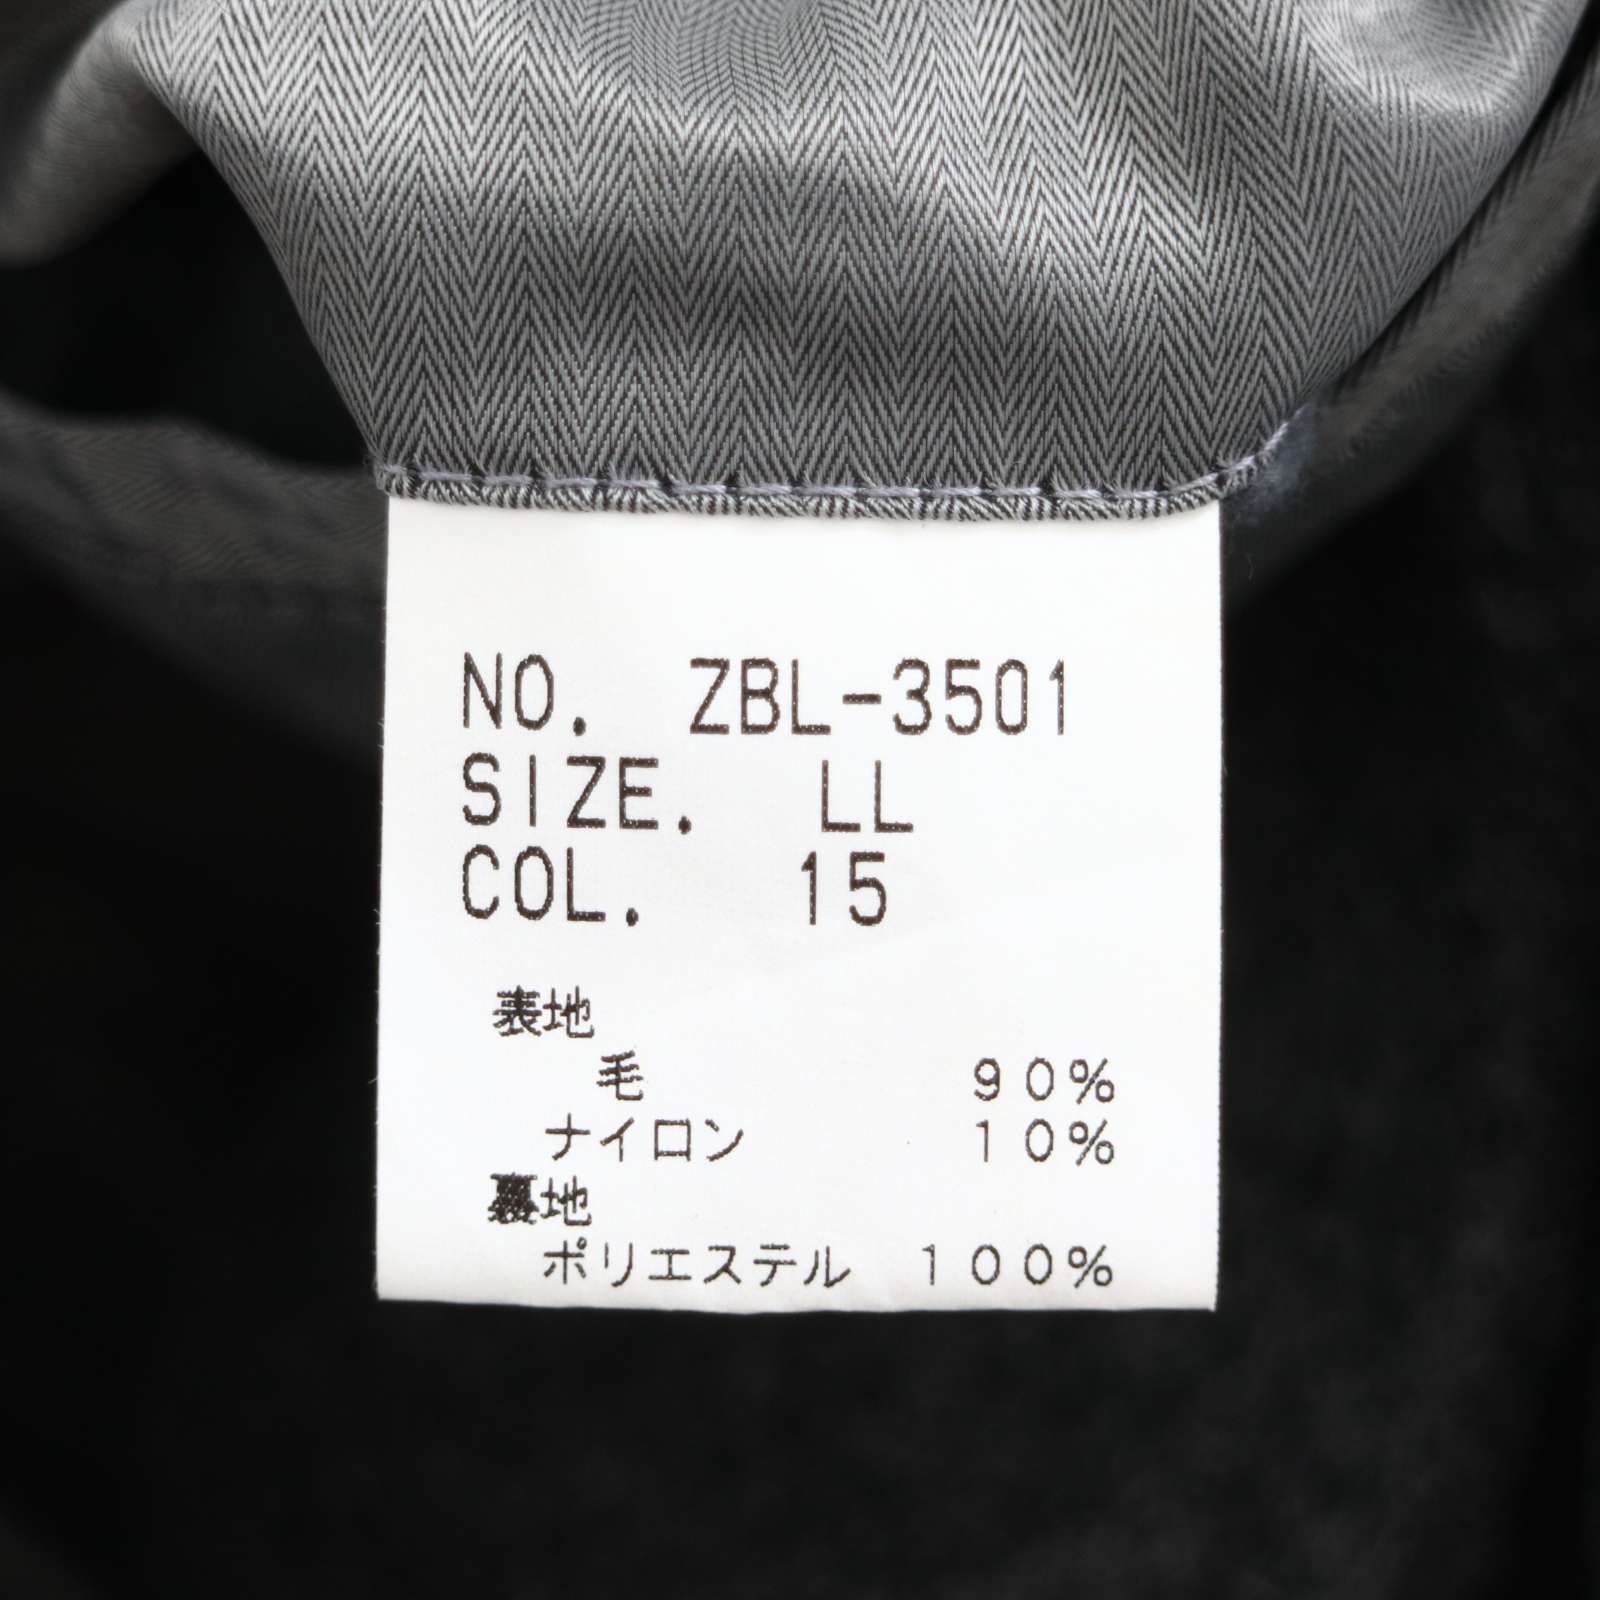 NO. ZBL-3501
SIZE. LL
COL. 15
表地
毛 90%
ナイロン 10%
裏地
ポリエステル 100%